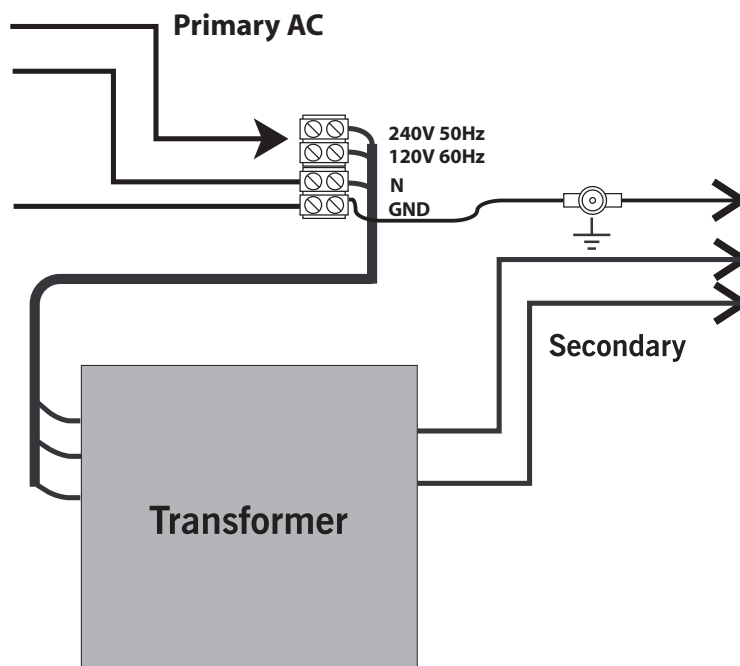 Primary AC
240V 50Hz
120V 60Hz
N
GND
Secondary
Transformer